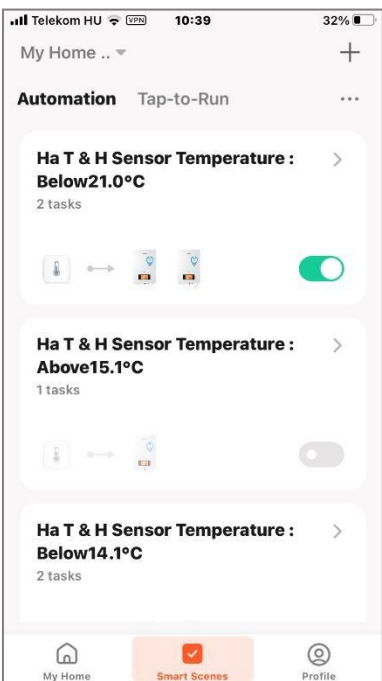 Telekom HU VPN 10:39 32%
My Home ..
Automation Tap-to-Run
Ha T & H Sensor Temperature :
Below21.0°C
2 tasks
Ha T & H Sensor Temperature :
Above15.1°C
1 tasks
Ha T & H Sensor Temperature :
Below14.1°C
2 tasks
My Home Smart Scenes Profile